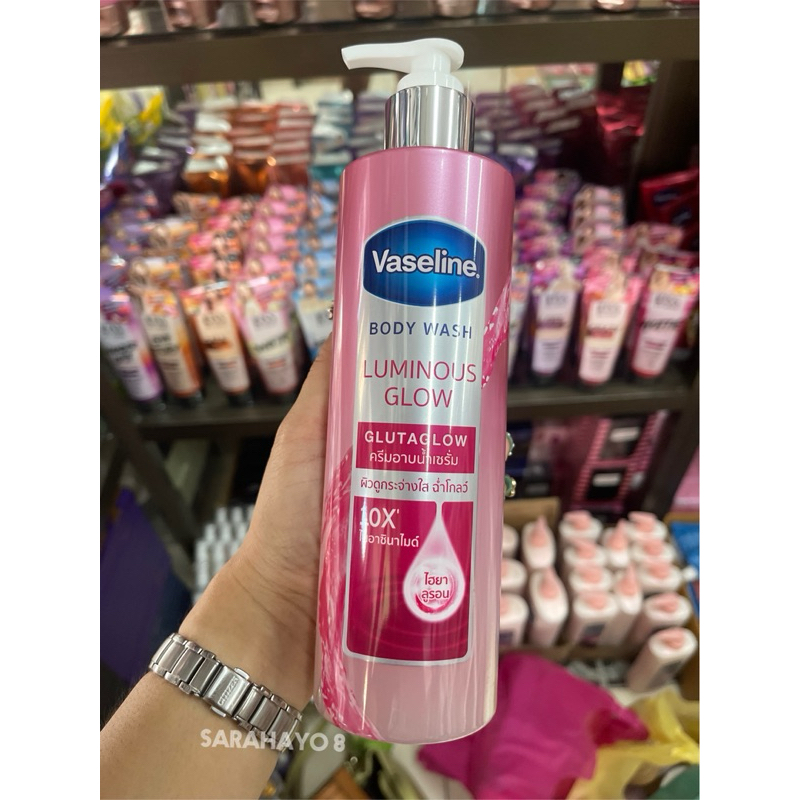 Vaseline®
BODY WASH
LUMINOUS
GLOW
GLUTAGLOW
ครีมอาบน้ำเซรั่ม
ผิวดูกระจ่างใส ฉ่ำโกลว์
10X
ไนอาซินาไมด์
ไฮยา
ลูรอน
CITIZEN
SARAHAYO8